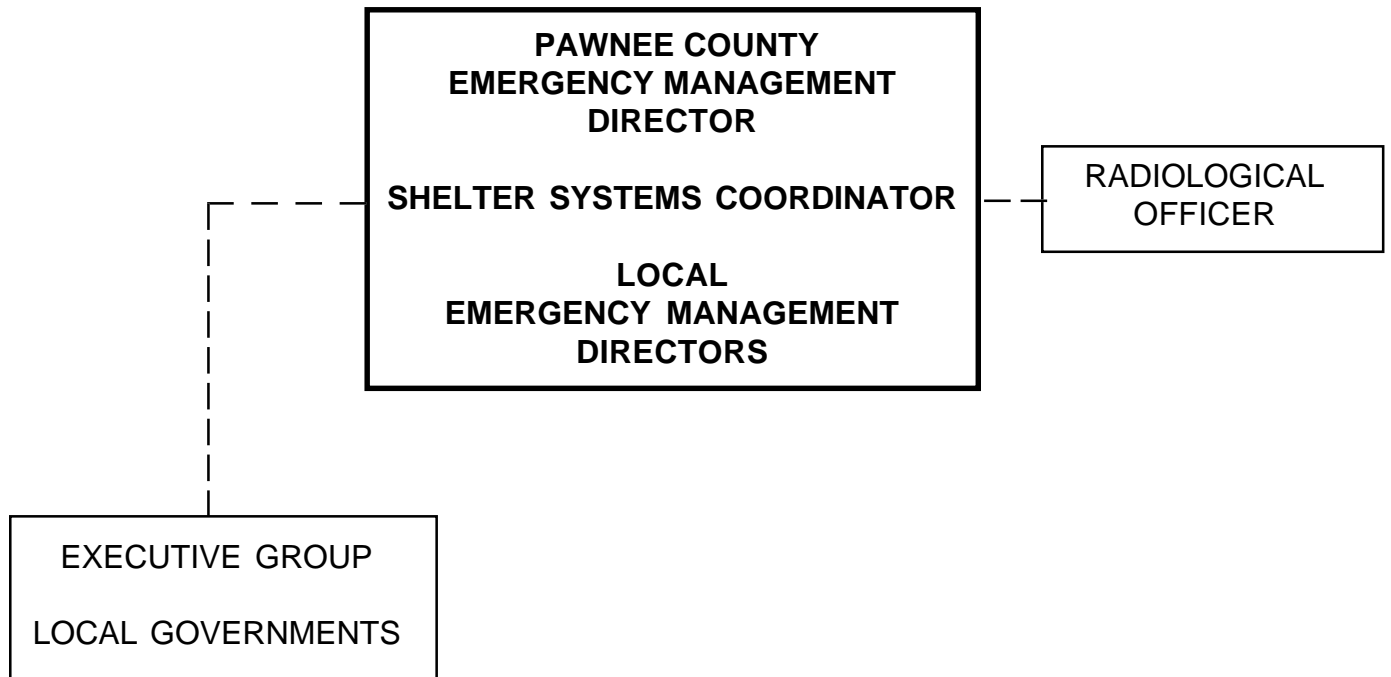 PAWNEE COUNTY
EMERGENCY MANAGEMENT
DIRECTOR
SHELTER SYSTEMS COORDINATOR
LOCAL
EMERGENCY MANAGEMENT
DIRECTORS
RADIOLOGICAL
OFFICER
EXECUTIVE GROUP
LOCAL GOVERNMENTS